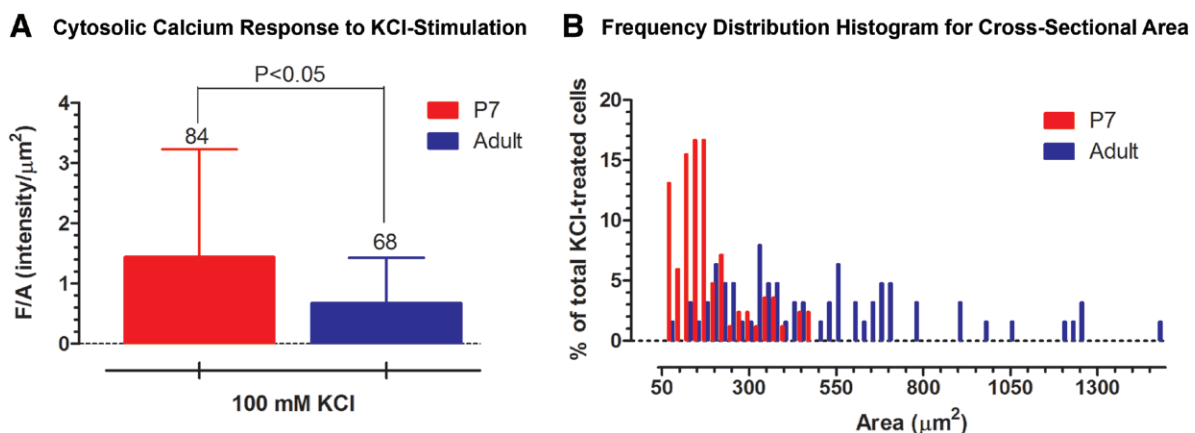 A Cytosolic Calcium Response to KCl-Stimulation
P<0.05
P7
Adult
F/A (intensity/μm²)
4
3
2
1
0
84
68
100 mM KCl
B Frequency Distribution Histogram for Cross-Sectional Area
P7
Adult
% of total KCl-treated cells
20
15
10
5
0
50 300 550 800 1050 1300
Area (μm²)